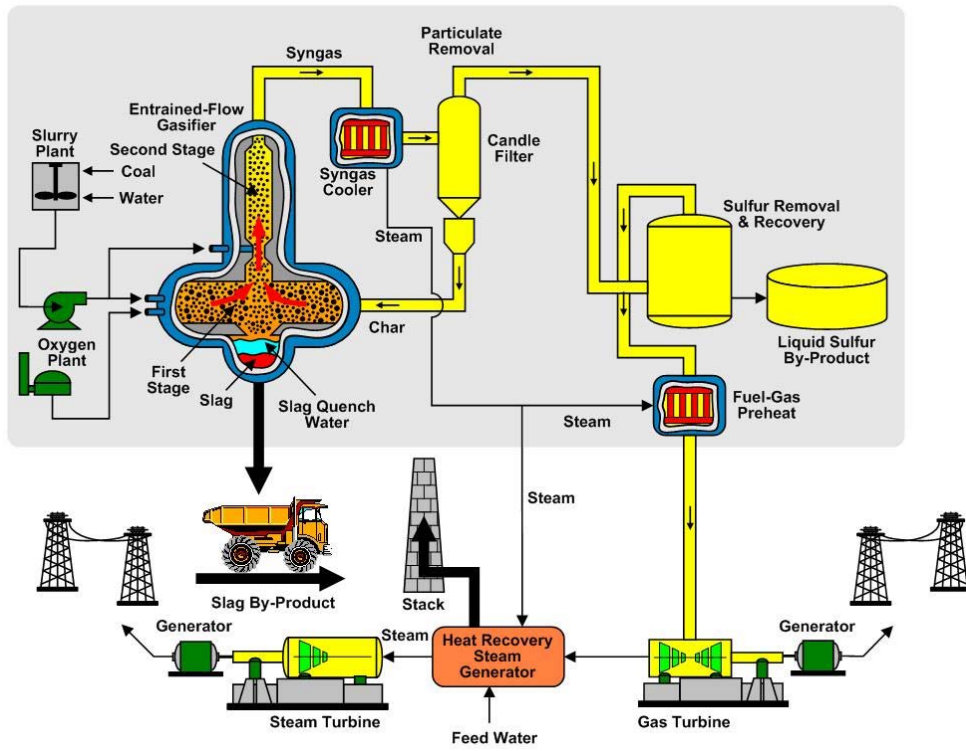 Particulate
Removal
Syngas
Entrained-Flow
Gasifier
Slurry
Plant
Second Stage
Coal
Water
Syngas
Cooler
Candle
Filter
Steam
Sulfur Removal
& Recovery
Oxygen
Plant
First
Stage
Slag
Slag Quench
Water
Char
Liquid Sulfur
By-Product
Fuel-Gas
Preheat
Steam
Steam
Slag By-Product
Stack
Generator
Steam
Heat Recovery
Steam
Generator
Generator
Steam Turbine
Feed Water
Gas Turbine